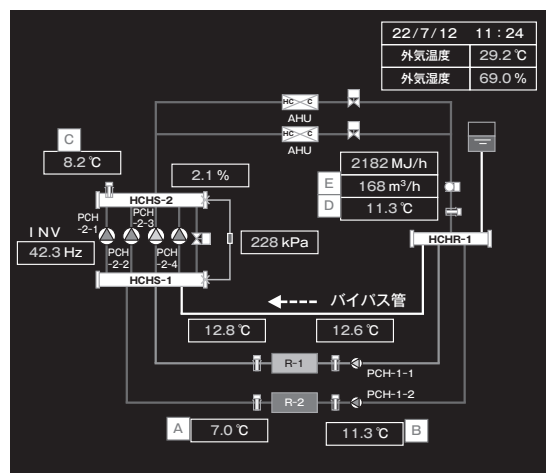 22/7/12 11:24
外気温度 29.2℃
外気湿度 69.0%
HC C
AHU
HC C
AHU
C
8.2℃
2.1%
2182 MJ/h
E
168 m³/h
D
11.3℃
HCHS-2
HCHR-1
PCH
-2-1
PCH
-2-3
INV
42.3 Hz
PCH
-2-2
PCH
-2-4
228 kPa
HCHS-1
バイパス管
12.8℃
12.6℃
R-1
PCH-1-1
R-2
PCH-1-2
A
7.0℃
11.3℃
B